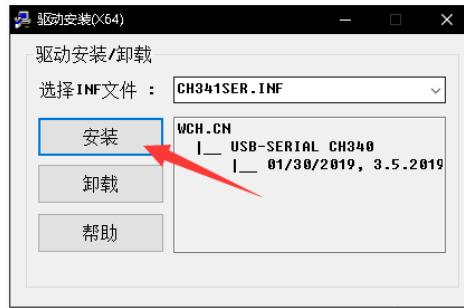 驱动安装(X64)
驱动安装/卸载
选择INF文件 : CH341SER.INF
安装
WCH.CN
|__ USB-SERIAL CH340
|__ 01/30/2019, 3.5.2019
卸载
帮助